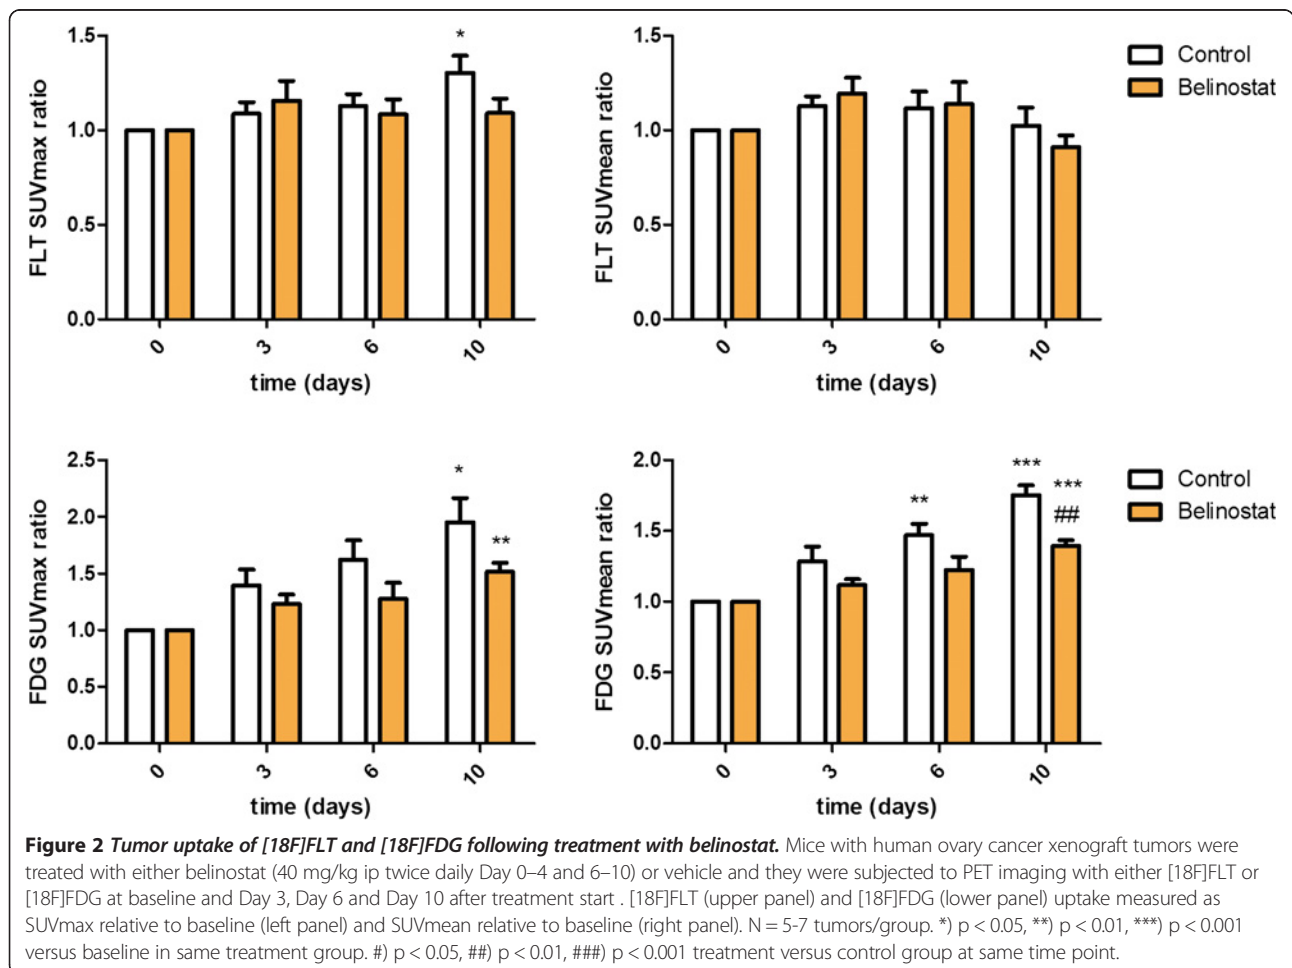 *
1.5
1.0
0.5
0.0
FLT SUVmax ratio
0
3
6
10
time (days)
1.5
1.0
0.5
0.0
FLT SUVmean ratio
0
3
6
10
time (days)
Control
Belinostat
*
**
2.5
2.0
1.5
1.0
0.5
0.0
FDG SUVmax ratio
0
3
6
10
time (days)
**
***
***
##
2.0
1.5
1.0
0.5
0.0
FDG SUVmean ratio
0
3
6
10
time (days)
Control
Belinostat
Figure 2 Tumor uptake of [18F]FLT and [18F]FDG following treatment with belinostat. Mice with human ovary cancer xenograft tumors were
treated with either belinostat (40 mg/kg ip twice daily Day 0–4 and 6–10) or vehicle and they were subjected to PET imaging with either [18F]FLT or
[18F]FDG at baseline and Day 3, Day 6 and Day 10 after treatment start . [18F]FLT (upper panel) and [18F]FDG (lower panel) uptake measured as
SUVmax relative to baseline (left panel) and SUVmean relative to baseline (right panel). N = 5-7 tumors/group. *) p < 0.05, **) p < 0.01, ***) p < 0.001
versus baseline in same treatment group. #) p < 0.05, ##) p < 0.01, ###) p < 0.001 treatment versus control group at same time point.